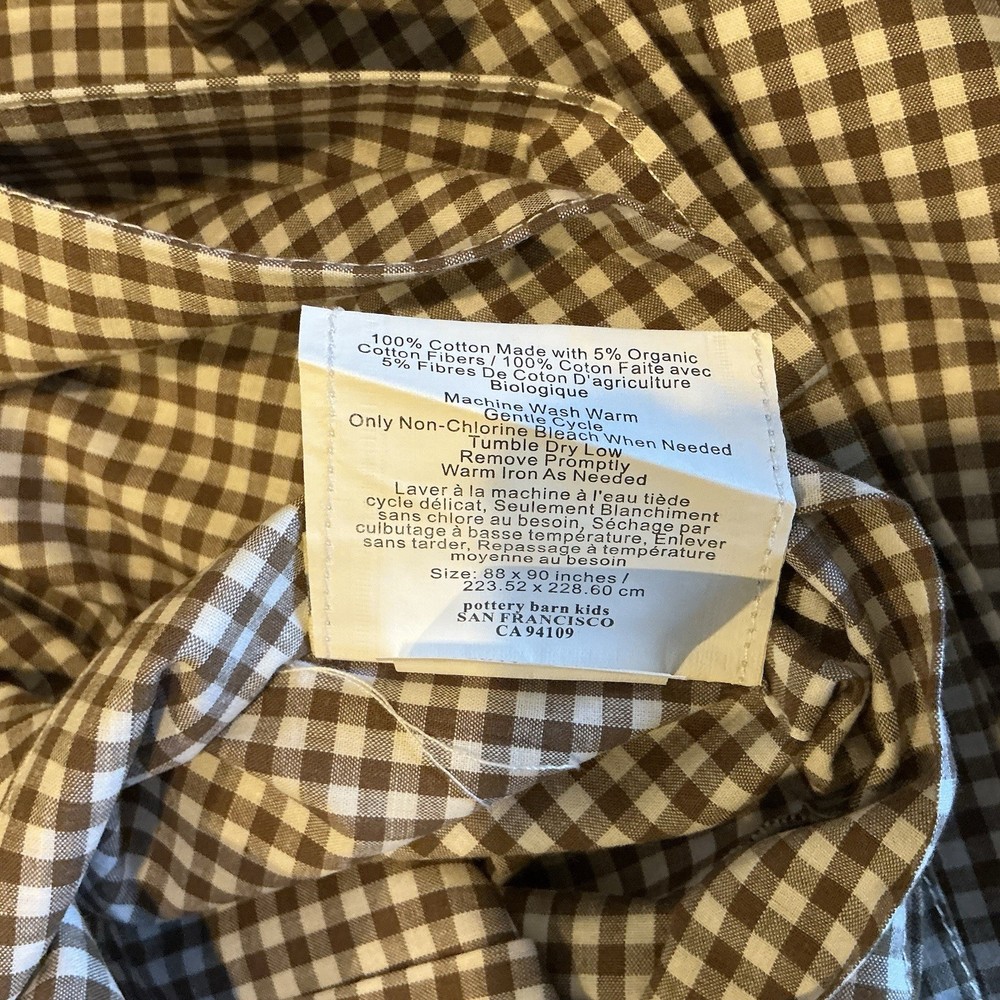 100% Cotton Made with 5% Organic
Cotton Fibers / 100% Coton Faite avec
5% Fibres De Coton D'agriculture
Biologique
Machine Wash Warm
Gentle Cycle
Only Non-Chlorine Bleach When Needed
Tumble Dry Low
Remove Promptly
Warm Iron As Needed
Laver à la machine à l'eau tiède
cycle délicat, Seulement Blanchiment
sans chlore au besoin, Séchage par
culbutage à basse température, Enlever
sans tarder, Repassage à température
moyenne au besoin
Size: 88 x 90 inches /
223.52 x 228.60 cm
pottery barn kids
SAN FRANCISCO
CA 94109